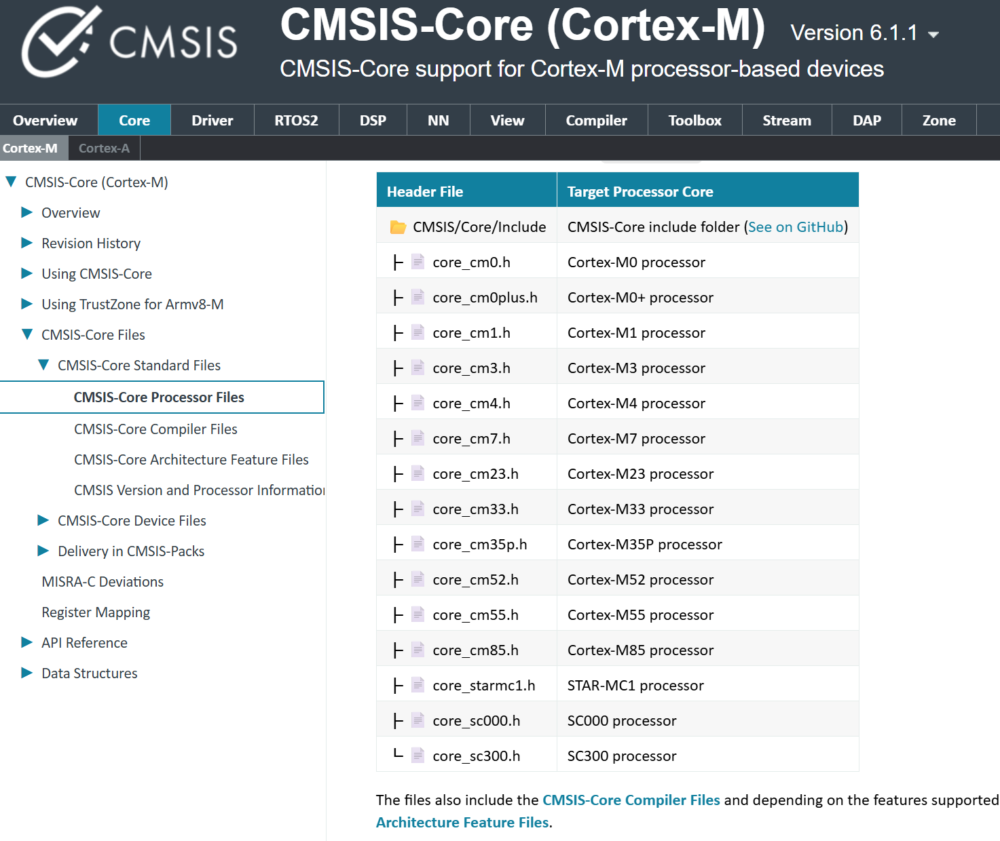 CMSIS
CMSIS-Core (Cortex-M) Version 6.1.1
CMSIS-Core support for Cortex-M processor-based devices
Overview Core Driver RTOS2 DSP NN View Compiler Toolbox Stream DAP Zone
Cortex-M Cortex-A
CMSIS-Core (Cortex-M)
Overview
Revision History
Using CMSIS-Core
Using TrustZone for Armv8-M
CMSIS-Core Files
CMSIS-Core Standard Files
CMSIS-Core Processor Files
CMSIS-Core Compiler Files
CMSIS-Core Architecture Feature Files
CMSIS Version and Processor Informatio
CMSIS-Core Device Files
Delivery in CMSIS-Packs
MISRA-C Deviations
Register Mapping
API Reference
Data Structures
Header File Target Processor Core
CMSIS/Core/Include CMSIS-Core include folder (See on GitHub)
core_cm0.h Cortex-M0 processor
core_cm0plus.h Cortex-M0+ processor
core_cm1.h Cortex-M1 processor
core_cm3.h Cortex-M3 processor
core_cm4.h Cortex-M4 processor
core_cm7.h Cortex-M7 processor
core_cm23.h Cortex-M23 processor
core_cm33.h Cortex-M33 processor
core_cm35p.h Cortex-M35P processor
core_cm52.h Cortex-M52 processor
core_cm55.h Cortex-M55 processor
core_cm85.h Cortex-M85 processor
core_starmc1.h STAR-MC1 processor
core_sc000.h SC000 processor
core_sc300.h SC300 processor
The files also include the CMSIS-Core Compiler Files and depending on the features supported
Architecture Feature Files.